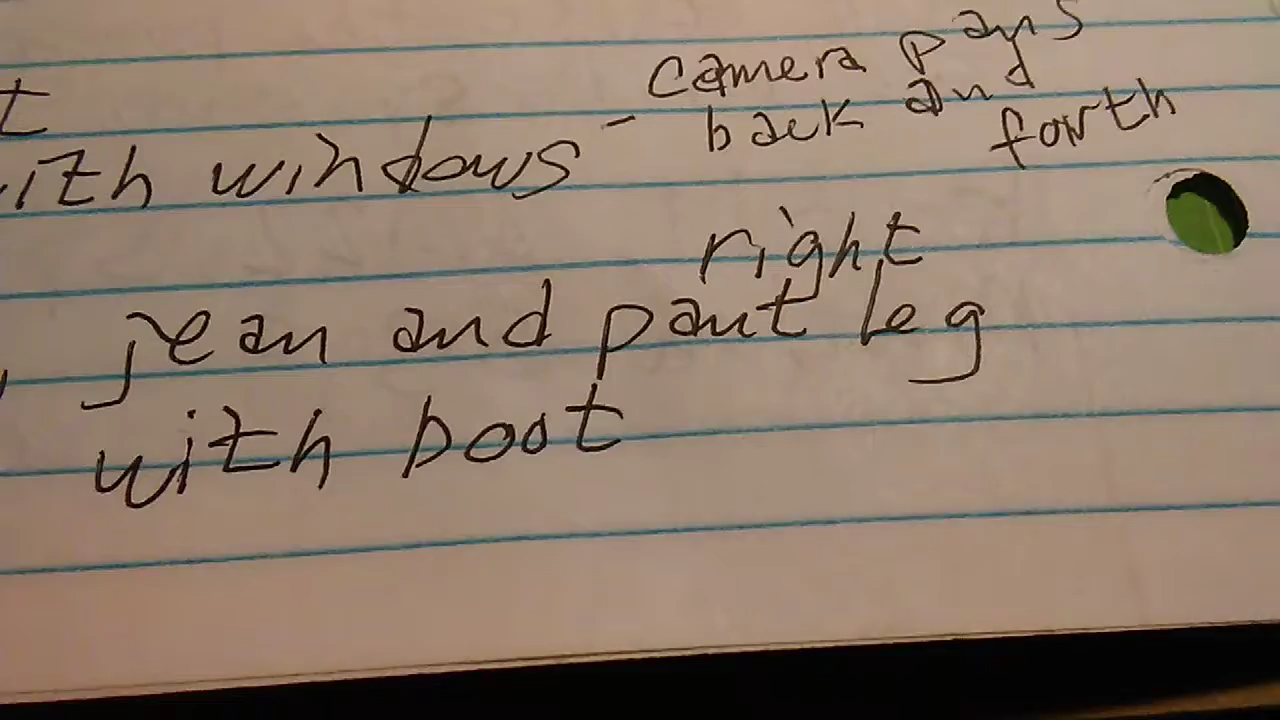 t
ith windows - camera pans
back and
forth
right
jean and pant leg
with boot